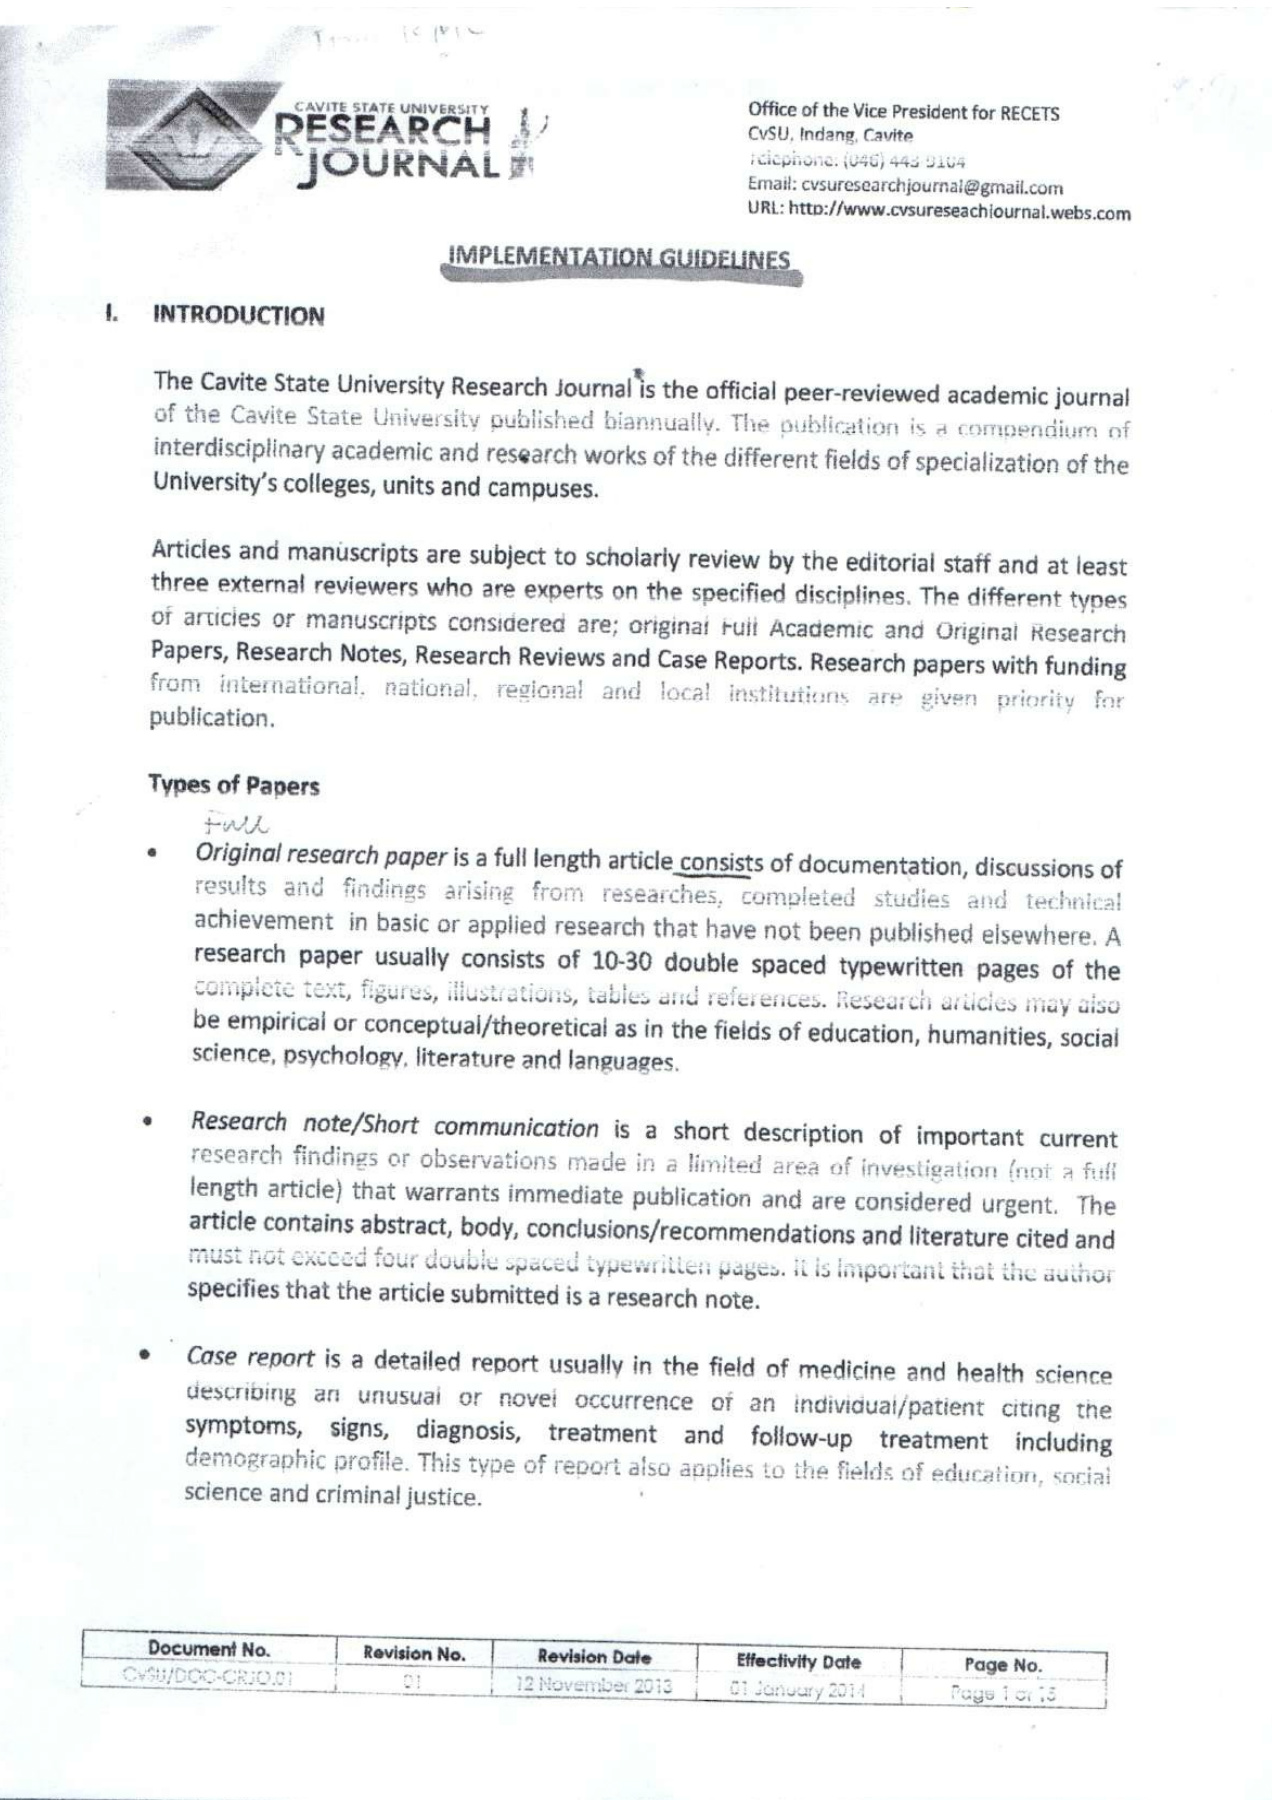 CAVITE STATE UNIVERSITY
RESEARCH
JOURNAL
Office of the Vice President for RECETS
CvSU, Indang, Cavite
Telephone: (046) 443 9104
Email: cvsuresearchjournal@gmail.com
URL: http://www.cvsureseachjournal.webs.com
IMPLEMENTATION GUIDELINES
I. INTRODUCTION
The Cavite State University Research Journal is the official peer-reviewed academic journal
of the Cavite State University published biannually. The publication is a compendium of
interdisciplinary academic and research works of the different fields of specialization of the
University's colleges, units and campuses.
Articles and manuscripts are subject to scholarly review by the editorial staff and at least
three external reviewers who are experts on the specified disciplines. The different types
of articles or manuscripts considered are; original Full Academic and Original Research
Papers, Research Notes, Research Reviews and Case Reports. Research papers with funding
from international, national, regional and local institutions are given priority for
publication.
Types of Papers
Full
• Original research paper is a full length article consists of documentation, discussions of
results and findings arising from researches, completed studies and technical
achievement in basic or applied research that have not been published elsewhere. A
research paper usually consists of 10-30 double spaced typewritten pages of the
complete text, figures, illustrations, tables and references. Research articles may also
be empirical or conceptual/theoretical as in the fields of education, humanities, social
science, psychology, literature and languages.
• Research note/Short communication is a short description of important current
research findings or observations made in a limited area of investigation (not a full
length article) that warrants immediate publication and are considered urgent. The
article contains abstract, body, conclusions/recommendations and literature cited and
must not exceed four double spaced typewritten pages. It is important that the author
specifies that the article submitted is a research note.
• Case report is a detailed report usually in the field of medicine and health science
describing an unusual or novel occurrence of an individual/patient citing the
symptoms, signs, diagnosis, treatment and follow-up treatment including
demographic profile. This type of report also applies to the fields of education, social
science and criminal justice.
Document No. Revision No. Revision Date Effectivity Date Page No.
CvSU/DOC-CRJO.01 01 12 November 2013 01 January 2014 Page 1 of 15